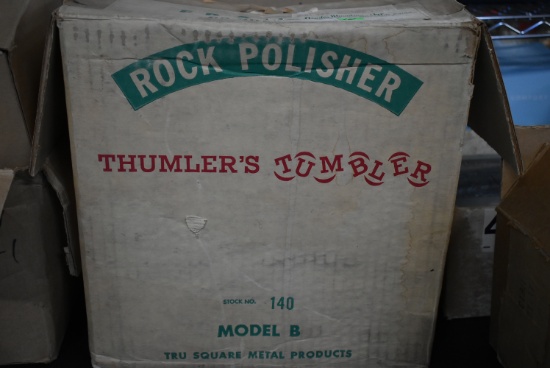 ROCK POLISHER
THUMLER'S TUMBLER
STOCK NO. 140
MODEL B
TRU SQUARE METAL PRODUCTS